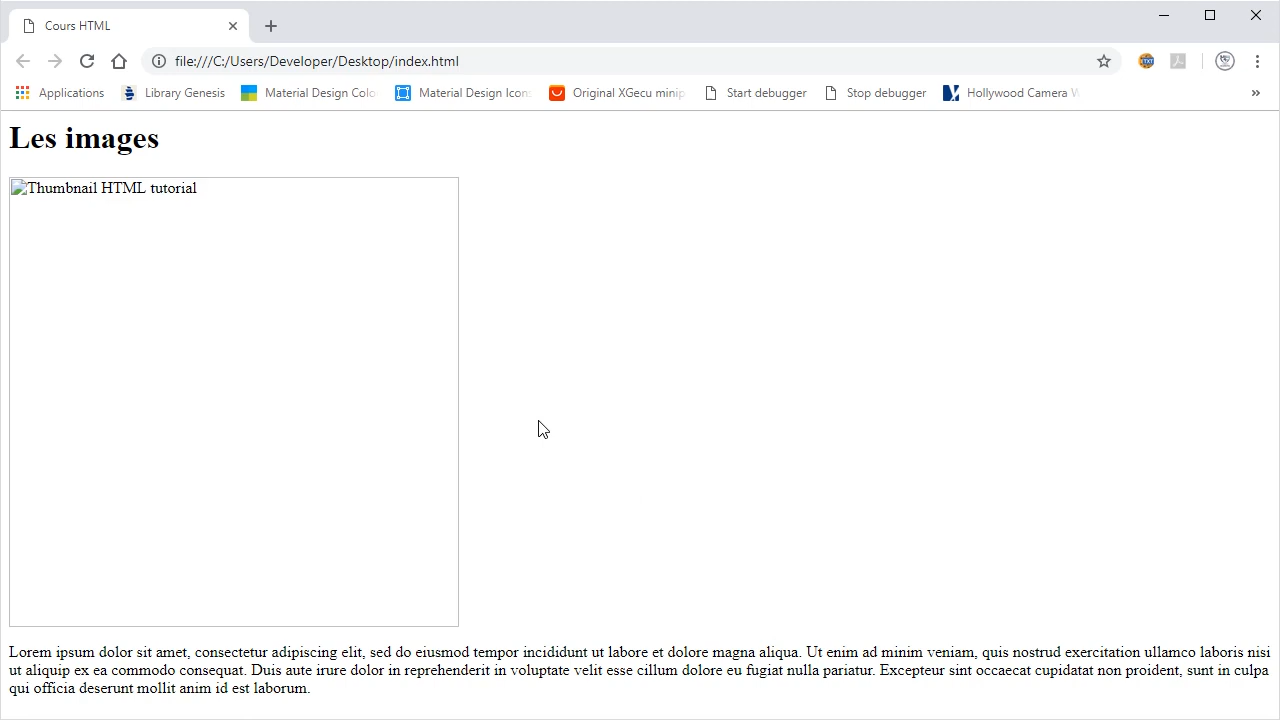 Cours HTML
file:///C:/Users/Developer/Desktop/index.html
Applications
Library Genesis
Material Design Colo
Material Design Icon
Original XGecu minip
Start debugger
Stop debugger
Hollywood Camera W
Les images
Thumbnail HTML tutorial
Lorem ipsum dolor sit amet, consectetur adipiscing elit, sed do eiusmod tempor incididunt ut labore et dolore magna aliqua. Ut enim ad minim veniam, quis nostrud exercitation ullamco laboris nisi
ut aliquip ex ea commodo consequat. Duis aute irure dolor in reprehenderit in voluptate velit esse cillum dolore eu fugiat nulla pariatur. Excepteur sint occaecat cupidatat non proident, sunt in culpa
qui officia deserunt mollit anim id est laborum.